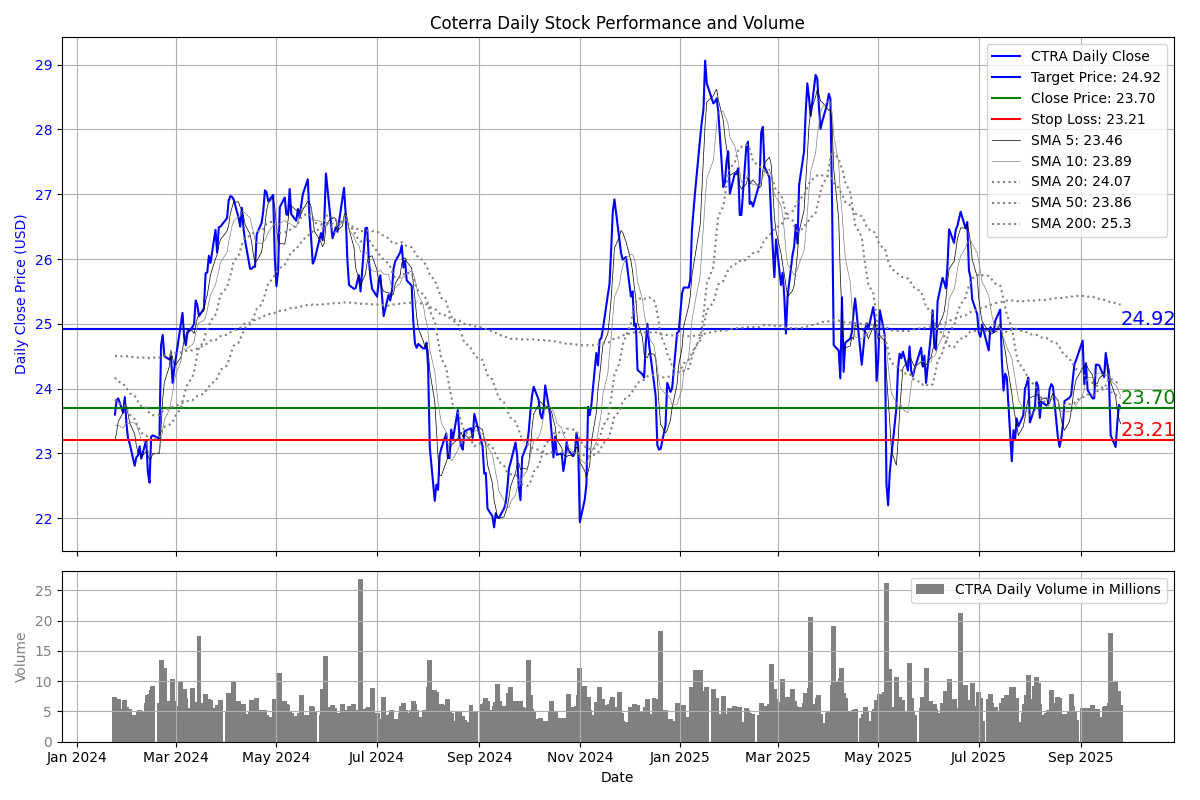 Coterra Daily Stock Performance and Volume
Daily Close Price (USD)
29
28
27
26
25
24
23
22
CTRA Daily Close
Target Price: 24.92
Close Price: 23.70
Stop Loss: 23.21
SMA 5: 23.46
SMA 10: 23.89
SMA 20: 24.07
SMA 50: 23.86
SMA 200: 25.3
24.92
23.70
23.21
Volume
25
20
15
10
5
0
CTRA Daily Volume in Millions
Jan 2024 Mar 2024 May 2024 Jul 2024 Sep 2024 Nov 2024 Jan 2025 Mar 2025 May 2025 Jul 2025 Sep 2025
Date